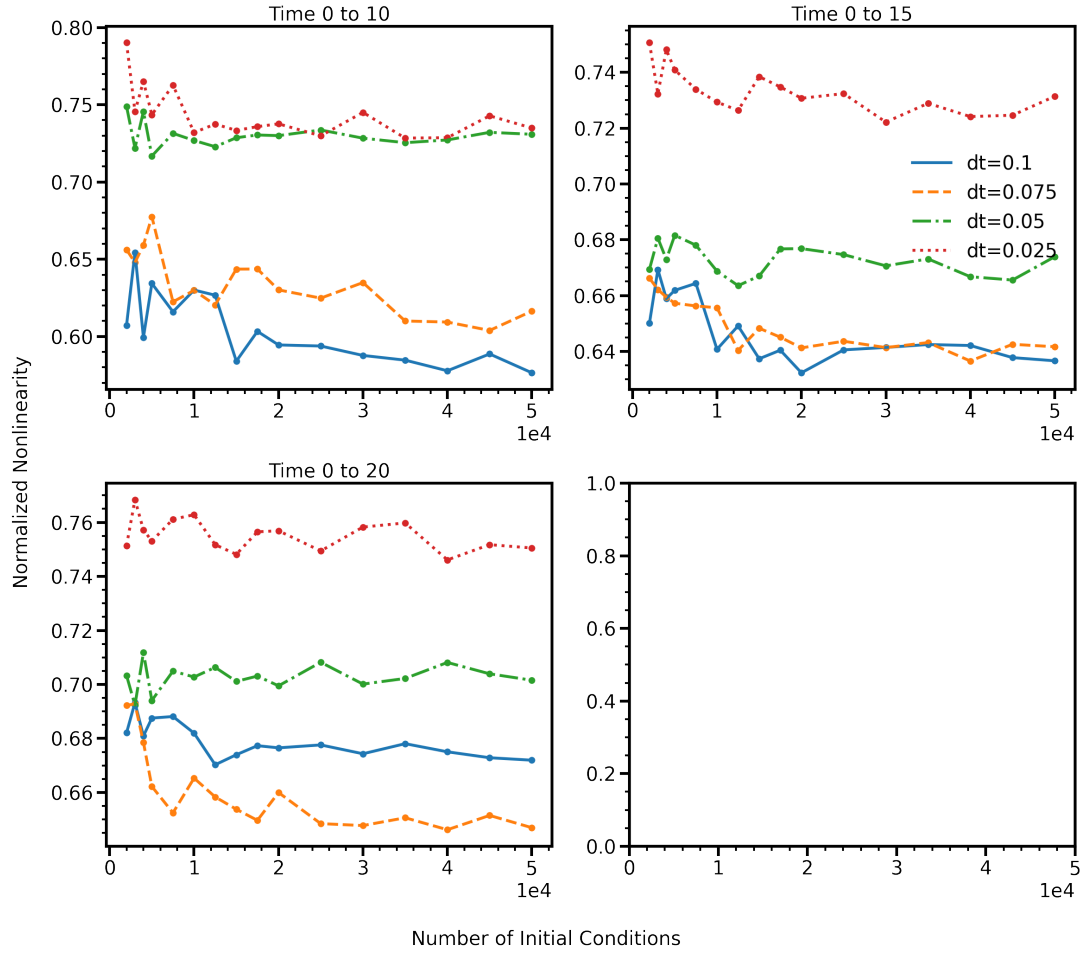 Time 0 to 10
0.80
0.75
0.70
0.65
0.60
0 1 2 3 4 5
1e4
Time 0 to 15
0.74
0.72
0.70
0.68
0.66
0.64
dt=0.1
dt=0.075
dt=0.05
dt=0.025
0 1 2 3 4 5
1e4
Normalized Nonlinearity
Time 0 to 20
0.76
0.74
0.72
0.70
0.68
0.66
0 1 2 3 4 5
1e4
1.0
0.8
0.6
0.4
0.2
0.0
0 1 2 3 4 5
1e4
Number of Initial Conditions